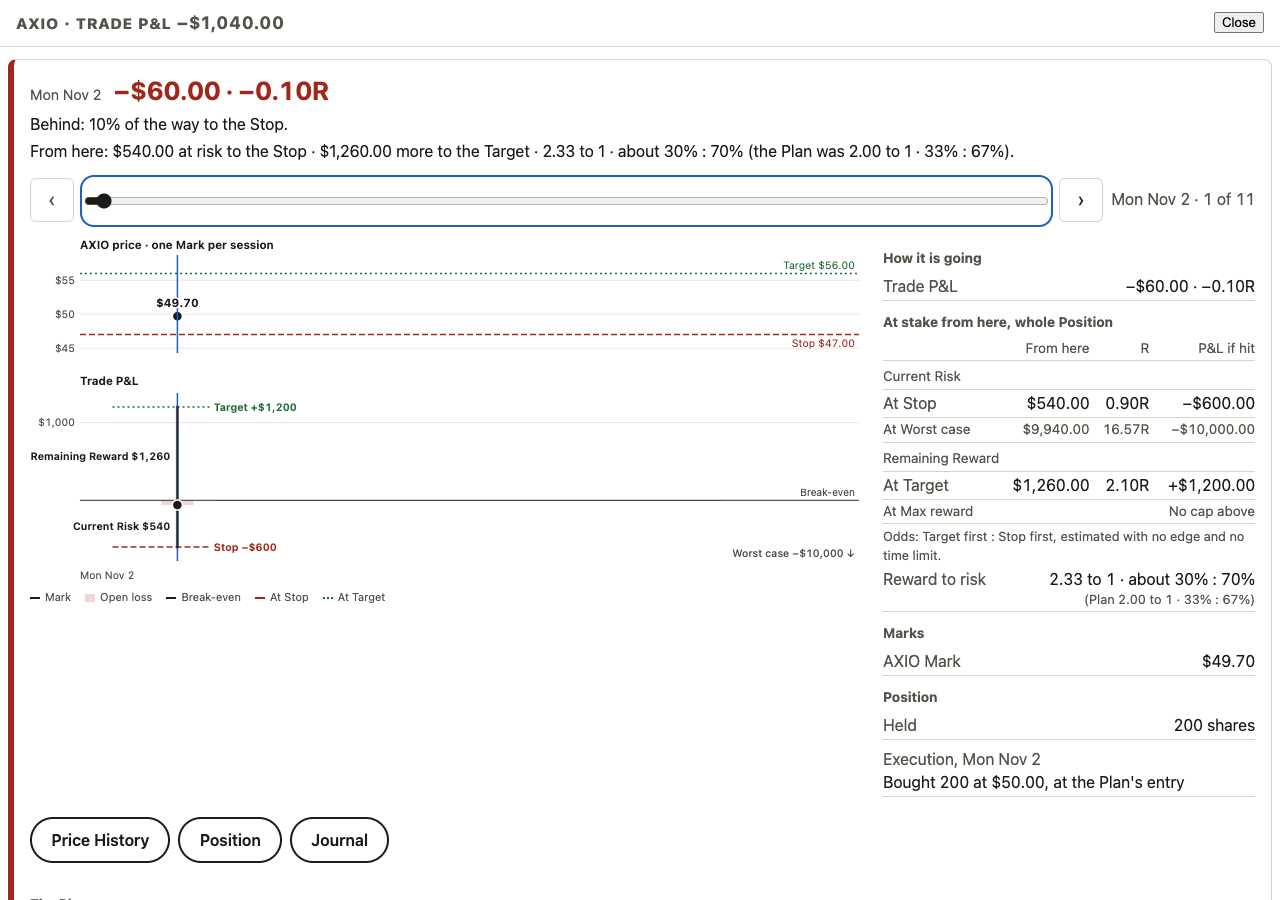 AXIO · TRADE P&L −$1,040.00
Close
Mon Nov 2 −$60.00 · −0.10R
Behind: 10% of the way to the Stop.
From here: $540.00 at risk to the Stop · $1,260.00 more to the Target · 2.33 to 1 · about 30% : 70% (the Plan was 2.00 to 1 · 33% : 67%).
‹
›
Mon Nov 2 · 1 of 11
AXIO price · one Mark per session
Target $56.00
$55
$49.70
$50
Stop $47.00
$45
Trade P&L
Target +$1,200
$1,000
Remaining Reward $1,260
Break-even
Current Risk $540
Stop −$600
Worst case −$10,000 ↓
Mon Nov 2
Mark Open loss Break-even At Stop At Target
How it is going
Trade P&L −$60.00 · −0.10R
At stake from here, whole Position
From here R P&L if hit
Current Risk
At Stop $540.00 0.90R −$600.00
At Worst case $9,940.00 16.57R −$10,000.00
Remaining Reward
At Target $1,260.00 2.10R +$1,200.00
At Max reward No cap above
Odds: Target first : Stop first, estimated with no edge and no
time limit.
Reward to risk 2.33 to 1 · about 30% : 70%
(Plan 2.00 to 1 · 33% : 67%)
Marks
AXIO Mark $49.70
Position
Held 200 shares
Execution, Mon Nov 2
Bought 200 at $50.00, at the Plan's entry
Price History
Position
Journal